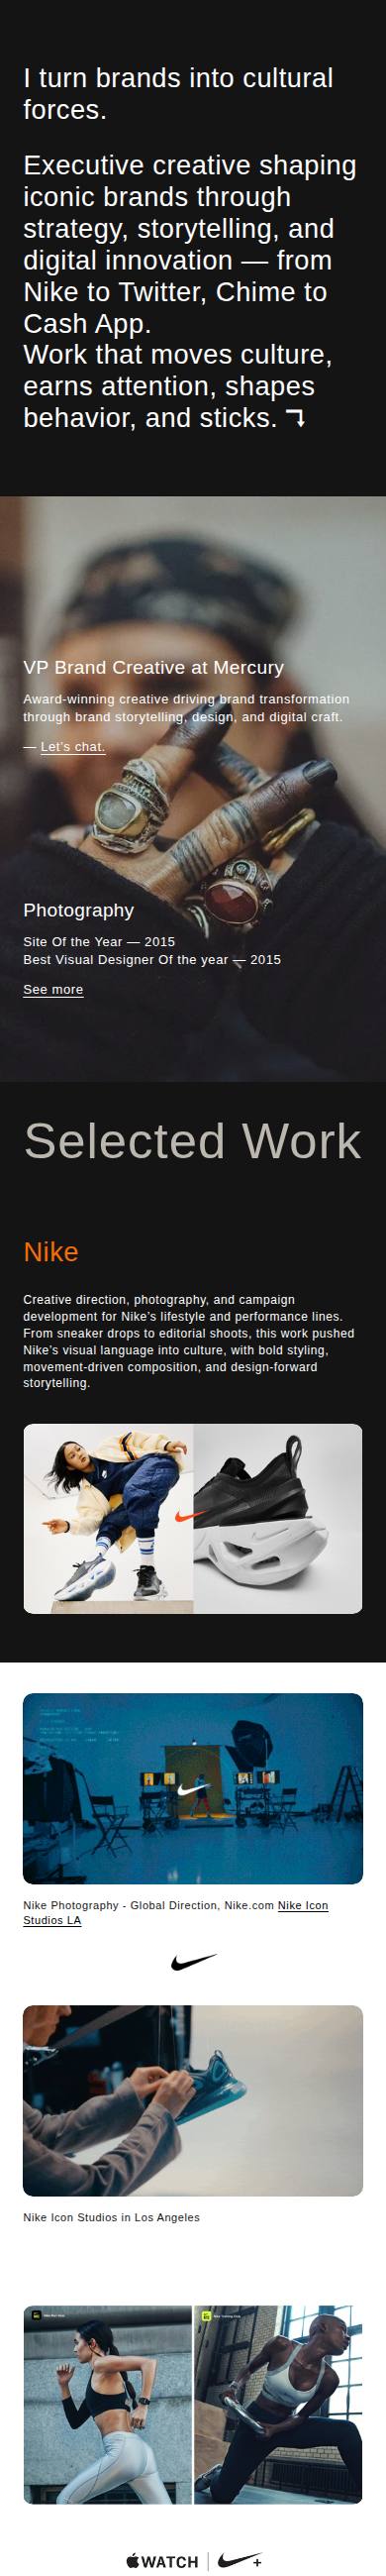 I turn brands into cultural
forces.
Executive creative shaping
iconic brands through
strategy, storytelling, and
digital innovation — from
Nike to Twitter, Chime to
Cash App.
Work that moves culture,
earns attention, shapes
behavior, and sticks.
VP Brand Creative at Mercury
Award-winning creative driving brand transformation
through brand storytelling, design, and digital craft.
— Let’s chat.
Photography
Site Of the Year — 2015
Best Visual Designer Of the year — 2015
See more
Selected Work
Nike
Creative direction, photography, and campaign
development for Nike’s lifestyle and performance lines.
From sneaker drops to editorial shoots, this work pushed
Nike’s visual language into culture, with bold styling,
movement-driven composition, and design-forward
storytelling.
Nike Photography - Global Direction, Nike.com Nike Icon
Studios LA
Nike Icon Studios in Los Angeles
WATCH